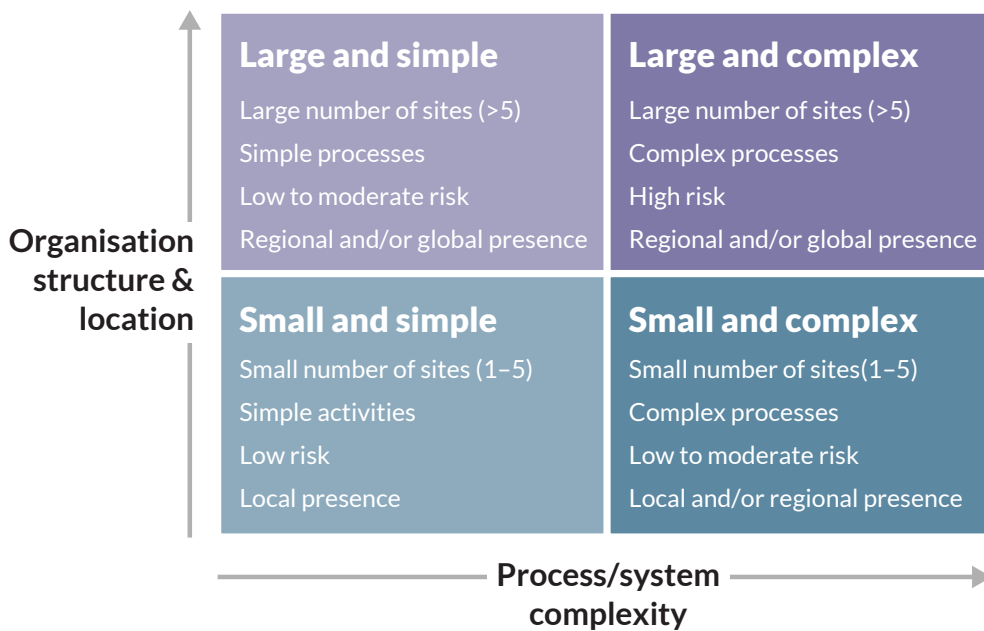 Large and simple
Large number of sites (>5)
Simple processes
Low to moderate risk
Regional and/or global presence
Large and complex
Large number of sites (>5)
Complex processes
High risk
Regional and/or global presence
Organisation
structure &
location
Small and simple
Small number of sites (1–5)
Simple activities
Low risk
Local presence
Small and complex
Small number of sites(1–5)
Complex processes
Low to moderate risk
Local and/or regional presence
Process/system
complexity